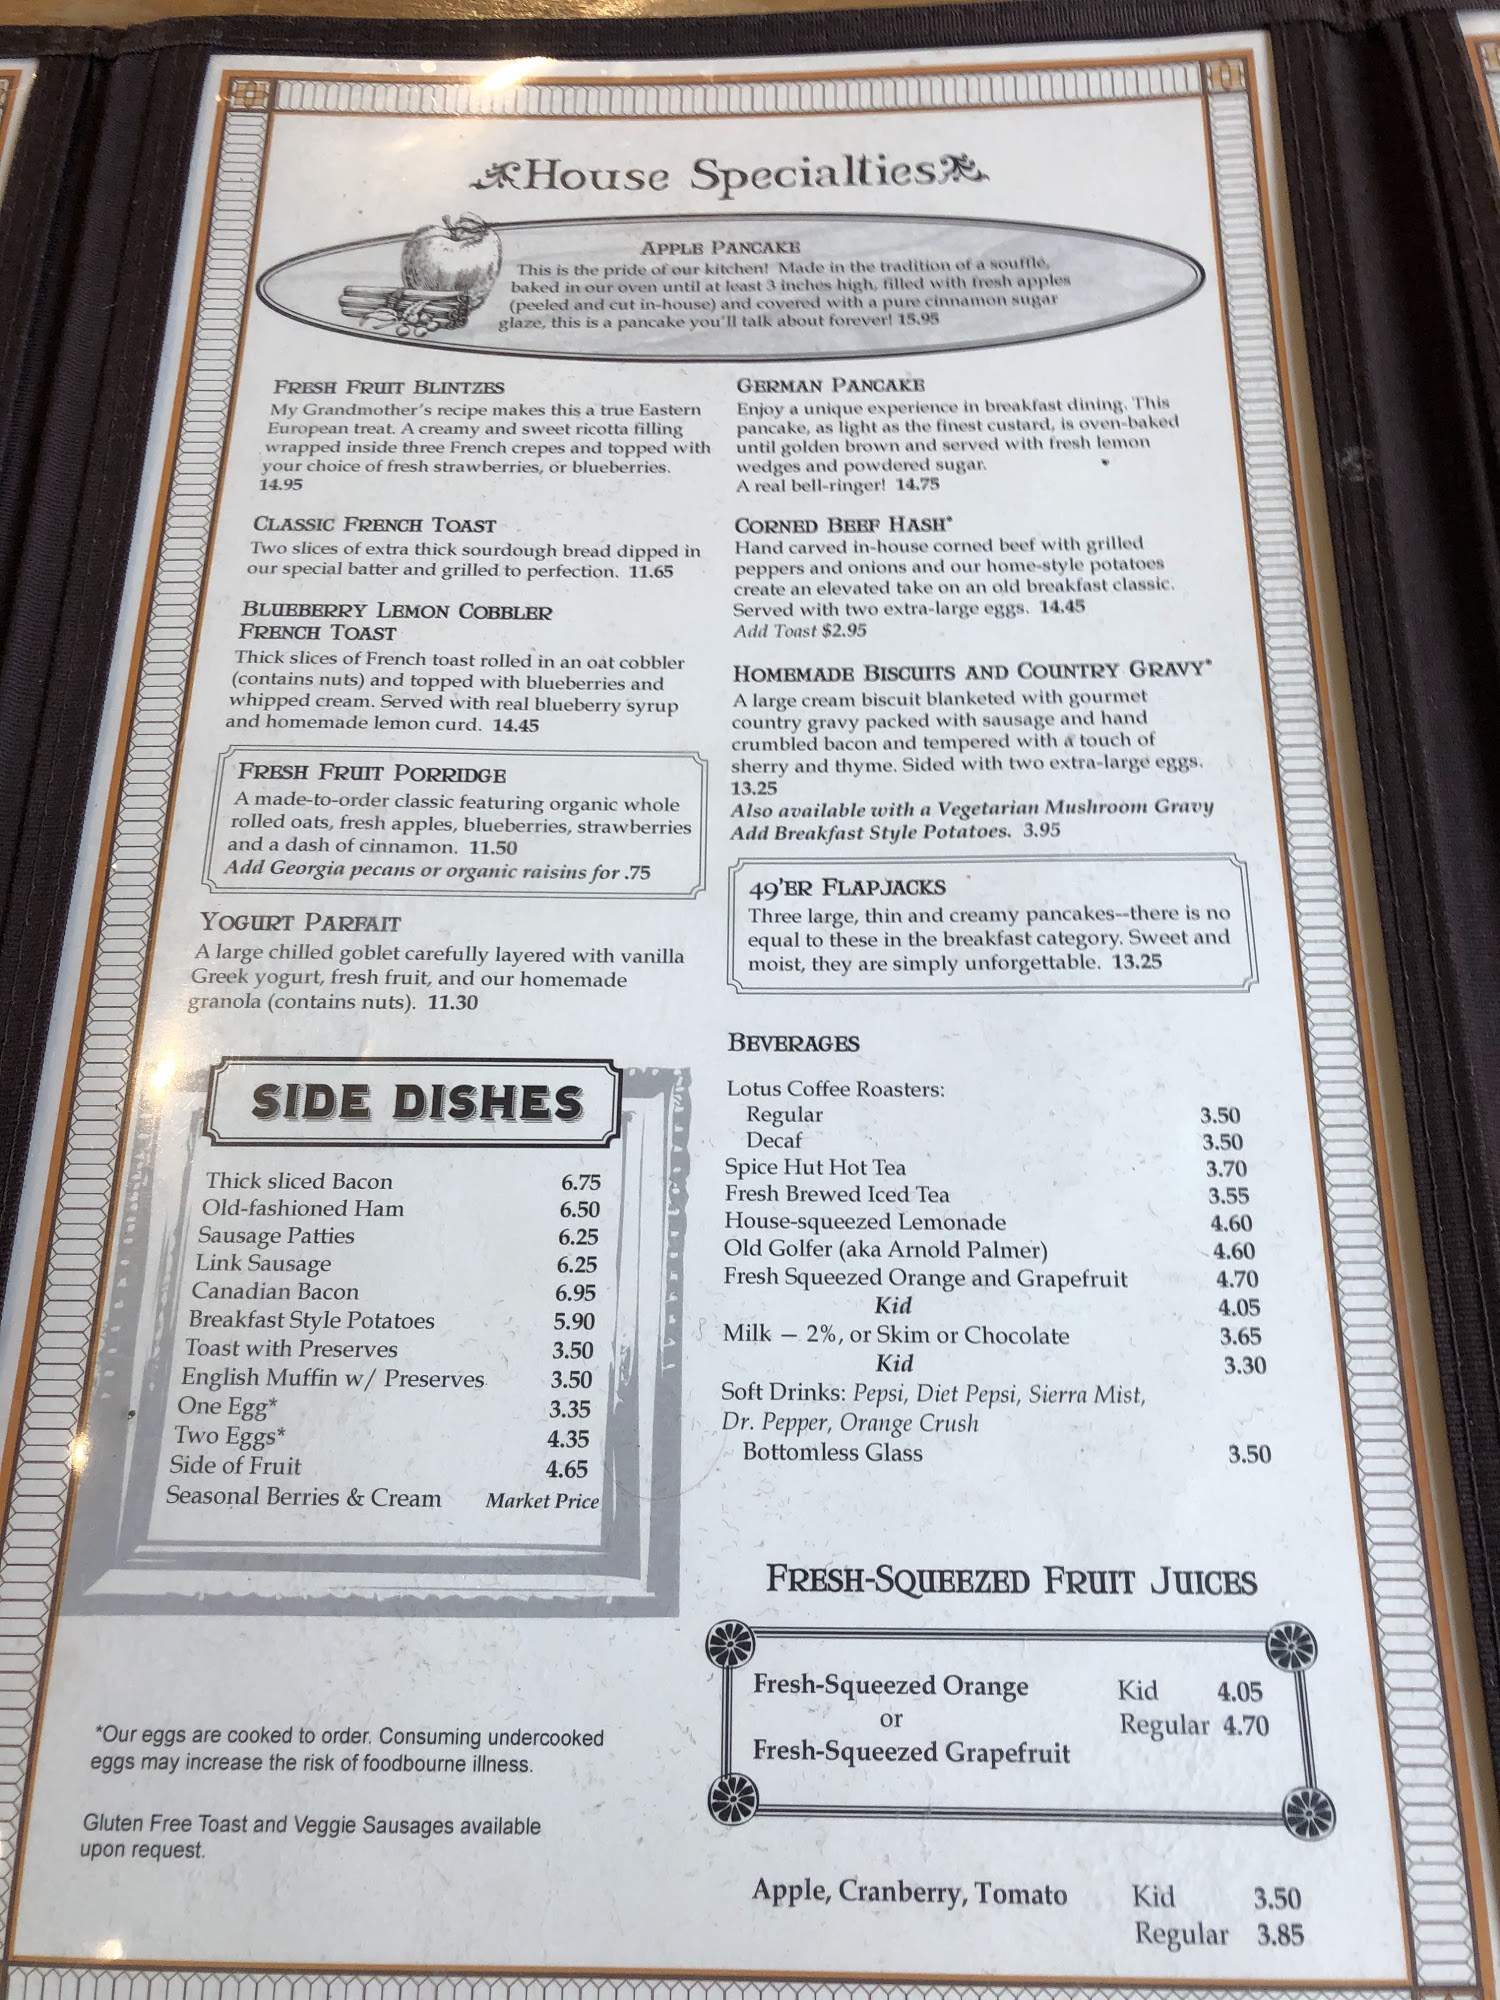 House Specialties
APPLE PANCAKE
This is the pride of our kitchen! Made in the tradition of a souffle,
baked in our oven until at least 3 inches high, filled with fresh apples
(peeled and cut in-house) and covered with a pure cinnamon sugar
glaze, this is a pancake you'll talk about forever! 15.95
FRESH FRUIT BLINTZES
My Grandmother's recipe makes this a true Eastern
European treat. A creamy and sweet ricotta filling
wrapped inside three French crepes and topped with
your choice of fresh strawberries, or blueberries.
14.95
CLASSIC FRENCH TOAST
Two slices of extra thick sourdough bread dipped in
our special batter and grilled to perfection. 11.65
BLUEBERRY LEMON COBBLER
FRENCH TOAST
Thick slices of French toast rolled in an oat cobbler
(contains nuts) and topped with blueberries and
whipped cream. Served with real blueberry syrup
and homemade lemon curd. 14.45
FRESH FRUIT PORRIDGE
A made-to-order classic featuring organic whole
rolled oats, fresh apples, blueberries, strawberries
and a dash of cinnamon. 11.50
Add Georgia pecans or organic raisins for .75
YOGURT PARFAIT
A large chilled goblet carefully layered with vanilla
Greek yogurt, fresh fruit, and our homemade
granola (contains nuts). 11.30
GERMAN PANCAKE
Enjoy a unique experience in breakfast dining. This
pancake, as light as the finest custard, is oven-baked
until golden brown and served with fresh lemon
wedges and powdered sugar.
A real bell-ringer! 14.75
CORNED BEEF HASH*
Hand carved in-house corned beef with grilled
peppers and onions and our home-style potatoes
create an elevated take on an old breakfast classic.
Served with two extra-large eggs. 14.45
Add Toast $2.95
HOMEMADE BISCUITS AND COUNTRY GRAVY*
A large cream biscuit blanketed with gourmet
country gravy packed with sausage and hand
crumbled bacon and tempered with a touch of
sherry and thyme. Sided with two extra-large eggs.
13.25
Also available with a Vegetarian Mushroom Gravy
Add Breakfast Style Potatoes. 3.95
49'ER FLAPJACKS
Three large, thin and creamy pancakes--there is no
equal to these in the breakfast category. Sweet and
moist, they are simply unforgettable. 13.25
SIDE DISHES
Thick sliced Bacon 6.75
Old-fashioned Ham 6.50
Sausage Patties 6.25
Link Sausage 6.25
Canadian Bacon 6.95
Breakfast Style Potatoes 5.90
Toast with Preserves 3.50
English Muffin w/ Preserves 3.50
One Egg* 3.35
Two Eggs* 4.35
Side of Fruit 4.65
Seasonal Berries & Cream Market Price
*Our eggs are cooked to order. Consuming undercooked
eggs may increase the risk of foodbourne illness.
Gluten Free Toast and Veggie Sausages available
upon request.
BEVERAGES
Lotus Coffee Roasters:
Regular 3.50
Decaf 3.50
Spice Hut Hot Tea 3.70
Fresh Brewed Iced Tea 3.55
House-squeezed Lemonade 4.60
Old Golfer (aka Arnold Palmer) 4.60
Fresh Squeezed Orange and Grapefruit 4.70
Kid 4.05
Milk – 2%, or Skim or Chocolate 3.65
Kid 3.30
Soft Drinks: Pepsi, Diet Pepsi, Sierra Mist,
Dr. Pepper, Orange Crush
Bottomless Glass 3.50
FRESH-SQUEEZED FRUIT JUICES
Fresh-Squeezed Orange Kid 4.05
or Regular 4.70
Fresh-Squeezed Grapefruit
Apple, Cranberry, Tomato Kid 3.50
Regular 3.85